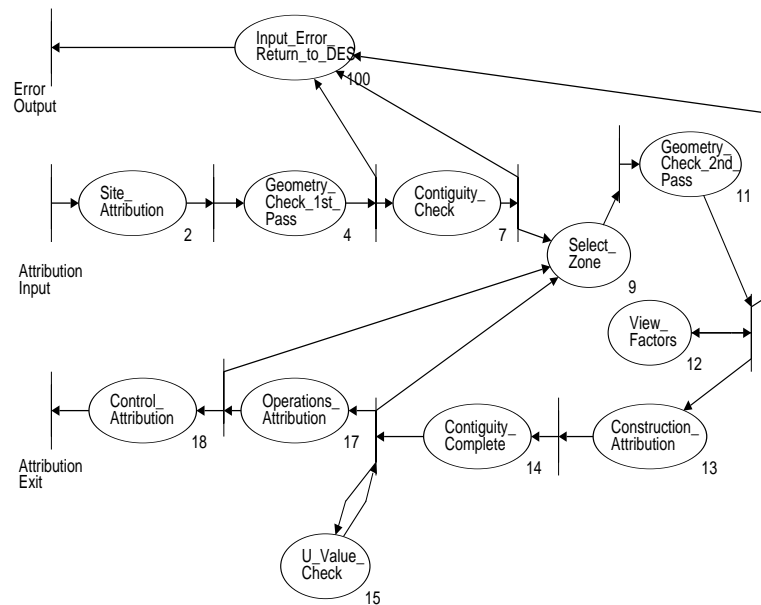 Input_Error_
Return_to_DES
100
Error
Output
Site_
Attribution
2
Geometry_
Check_1st_
Pass
4
Contiguity_
Check
7
Geometry_
Check_2nd_
Pass
11
Select_
Zone
9
Attribution
Input
View_
Factors
12
Control_
Attribution
18
Operations_
Attribution
17
Contiguity_
Complete
14
Construction_
Attribution
13
Attribution
Exit
U_Value_
Check
15